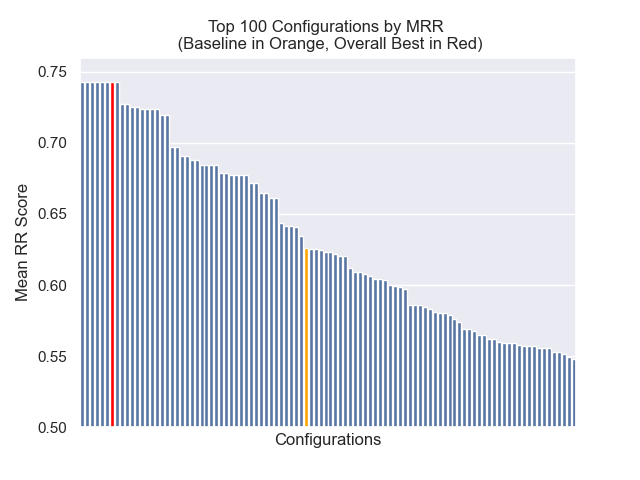 Top 100 Configurations by MRR
(Baseline in Orange, Overall Best in Red)
0.75
0.70
0.65
0.60
0.55
0.50
Mean RR Score
Configurations